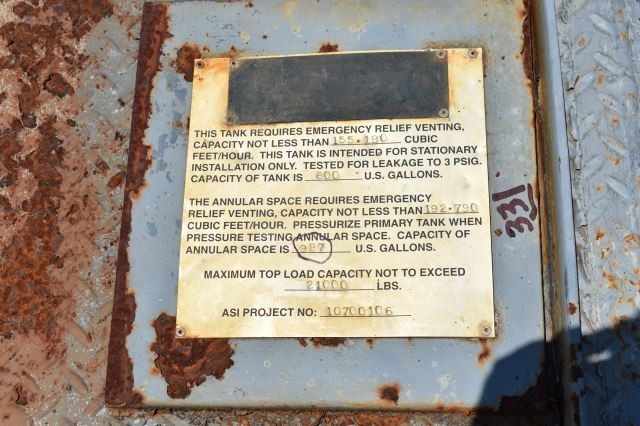 THIS TANK REQUIRES EMERGENCY RELIEF VENTING,
CAPACITY NOT LESS THAN 155.190 CUBIC
FEET/HOUR. THIS TANK IS INTENDED FOR STATIONARY
INSTALLATION ONLY. TESTED FOR LEAKAGE TO 3 PSIG.
CAPACITY OF TANK IS 600 U.S. GALLONS.
THE ANNULAR SPACE REQUIRES EMERGENCY
RELIEF VENTING, CAPACITY NOT LESS THAN 192.790
CUBIC FEET/HOUR. PRESSURIZE PRIMARY TANK WHEN
PRESSURE TESTING ANNULAR SPACE. CAPACITY OF
ANNULAR SPACE IS 987 U.S. GALLONS.
MAXIMUM TOP LOAD CAPACITY NOT TO EXCEED
21000 LBS.
ASI PROJECT NO: 10700106
331